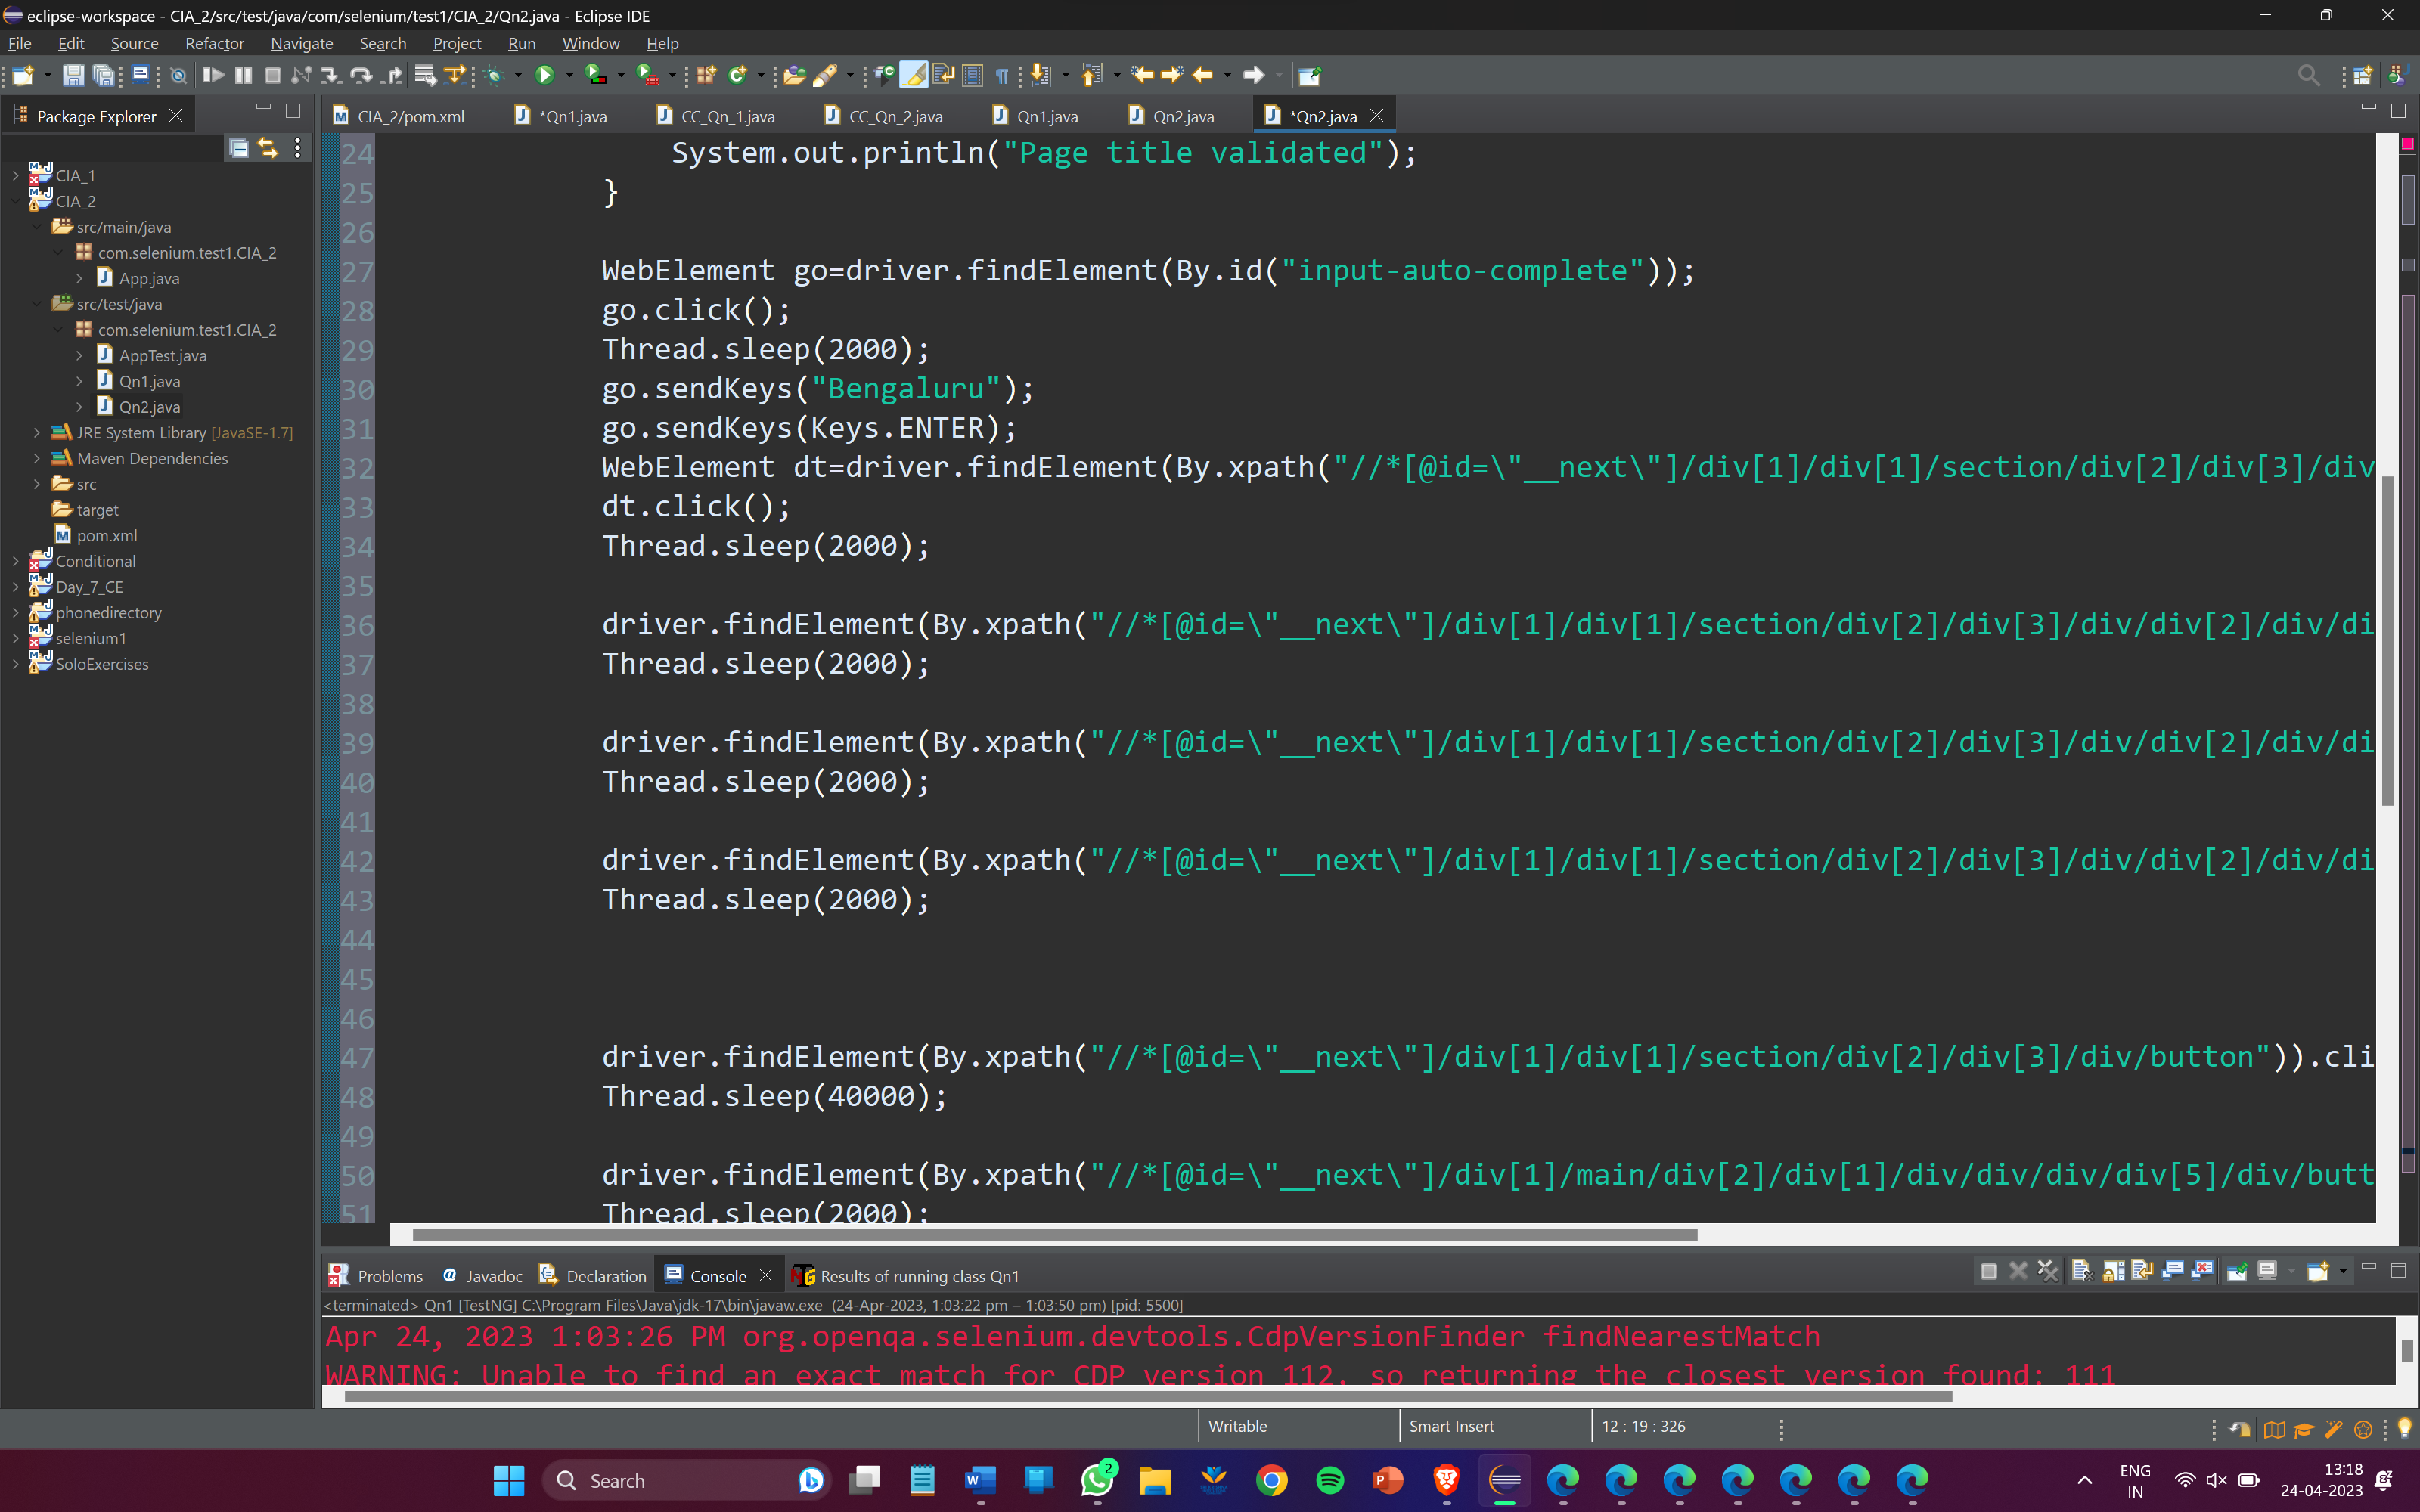 eclipse-workspace - CIA_2/src/test/java/com/selenium/test1/CIA_2/Qn2.java - Eclipse IDE
File Edit Source Refactor Navigate Search Project Run Window Help
Package Explorer
CIA_1
CIA_2
src/main/java
com.selenium.test1.CIA_2
App.java
src/test/java
com.selenium.test1.CIA_2
AppTest.java
Qn1.java
Qn2.java
JRE System Library [JavaSE-1.7]
Maven Dependencies
src
target
pom.xml
Conditional
Day_7_CE
phonedirectory
selenium1
SoloExercises
CIA_2/pom.xml *Qn1.java CC_Qn_1.java CC_Qn_2.java Qn1.java Qn2.java *Qn2.java
24 System.out.println("Page title validated");
25 }
26
27 WebElement go=driver.findElement(By.id("input-auto-complete"));
28 go.click();
29 Thread.sleep(2000);
30 go.sendKeys("Bengaluru");
31 go.sendKeys(Keys.ENTER);
32 WebElement dt=driver.findElement(By.xpath("//*[@id=\"__next\"]/div[1]/div[1]/section/div[2]/div[3]/div
33 dt.click();
34 Thread.sleep(2000);
35
36 driver.findElement(By.xpath("//*[@id=\"__next\"]/div[1]/div[1]/section/div[2]/div[3]/div/div[2]/div/di
37 Thread.sleep(2000);
38
39 driver.findElement(By.xpath("//*[@id=\"__next\"]/div[1]/div[1]/section/div[2]/div[3]/div/div[2]/div/di
40 Thread.sleep(2000);
41
42 driver.findElement(By.xpath("//*[@id=\"__next\"]/div[1]/div[1]/section/div[2]/div[3]/div/div[2]/div/di
43 Thread.sleep(2000);
44
45
46
47 driver.findElement(By.xpath("//*[@id=\"__next\"]/div[1]/div[1]/section/div[2]/div[3]/div/button")).cli
48 Thread.sleep(40000);
49
50 driver.findElement(By.xpath("//*[@id=\"__next\"]/div[1]/main/div[2]/div[1]/div/div/div/div[5]/div/butt
51 Thread.sleep(2000);
Problems Javadoc Declaration Console Results of running class Qn1
<terminated> Qn1 [TestNG] C:\Program Files\Java\jdk-17\bin\javaw.exe (24-Apr-2023, 1:03:22 pm – 1:03:50 pm) [pid: 5500]
Apr 24, 2023 1:03:26 PM org.openqa.selenium.devtools.CdpVersionFinder findNearestMatch
WARNING: Unable to find an exact match for CDP version 112, so returning the closest version found: 111
Writable Smart Insert 12 : 19 : 326
Search
2
ENG
IN
13:18
24-04-2023